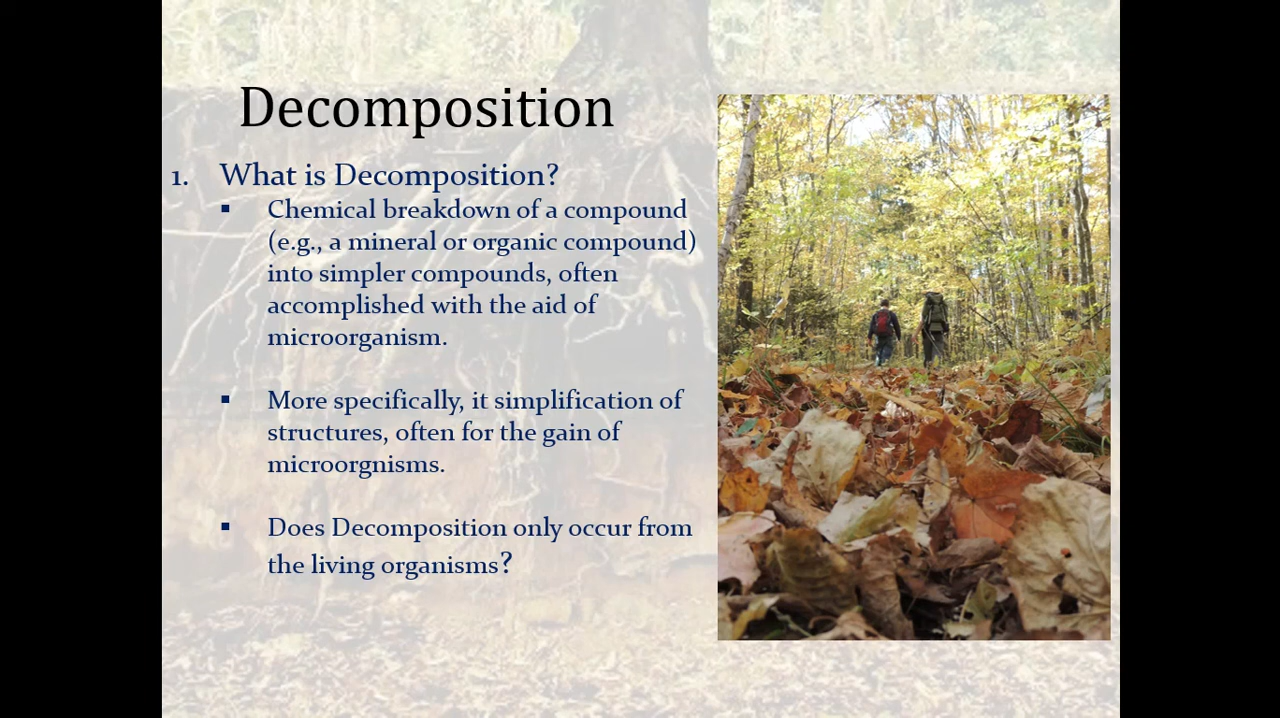 Decomposition
1. What is Decomposition?
▪ Chemical breakdown of a compound
(e.g., a mineral or organic compound)
into simpler compounds, often
accomplished with the aid of
microorganism.
▪ More specifically, it simplification of
structures, often for the gain of
microorgnisms.
▪ Does Decomposition only occur from
the living organisms?